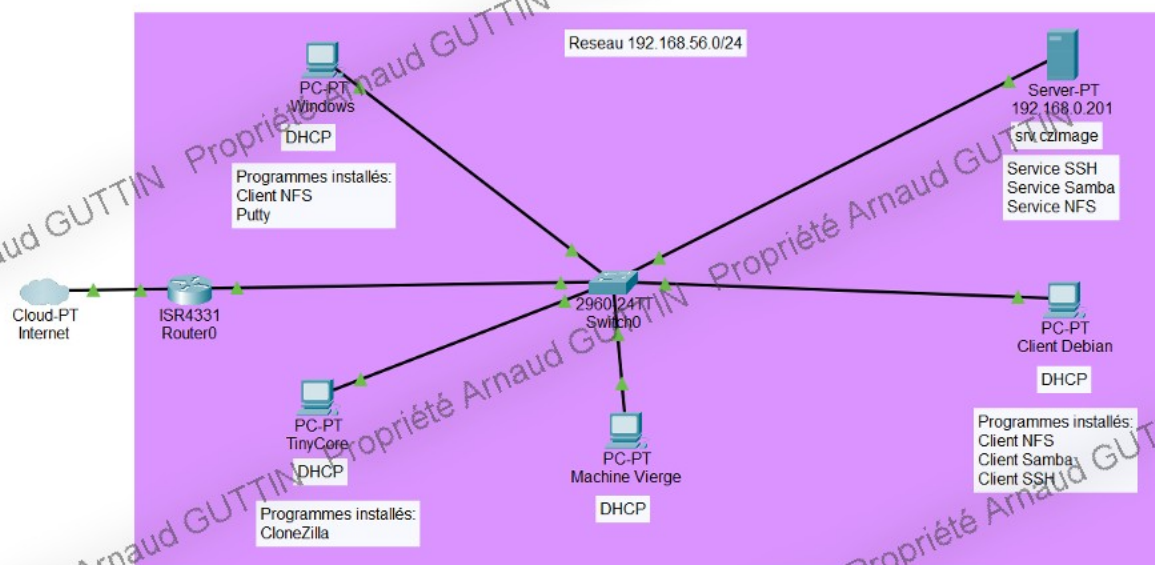 Reseau 192.168.56.0/24
PC-PT
Windows
DHCP
Programmes installés:
Client NFS
Putty
Server-PT
192.168.0.201
srv.czImage
Service SSH
Service Samba
Service NFS
Cloud-PT
Internet
ISR4331
Router0
2960-24TT
Switch0
PC-PT
Client Debian
DHCP
Programmes installés:
Client NFS
Client Samba
Client SSH
PC-PT
TinyCore
DHCP
Programmes installés:
CloneZilla
PC-PT
Machine Vierge
DHCP
Propriété Arnaud GUTTIN
aud GUTTIN
Propriété Arnaud GUTTIN
Propriété Arnaud GUTTIN
Arnaud GUTTIN
Propriété Arnaud GUT